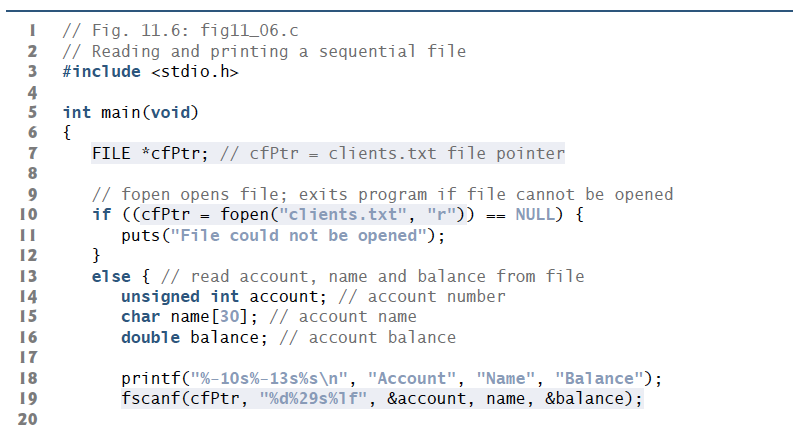 1 // Fig. 11.6: fig11_06.c
2 // Reading and printing a sequential file
3 #include <stdio.h>
4
5 int main(void)
6 {
7    FILE *cfPtr; // cfPtr = clients.txt file pointer
8
9    // fopen opens file; exits program if file cannot be opened
10    if ((cfPtr = fopen("clients.txt", "r")) == NULL) {
11       puts("File could not be opened");
12    }
13    else { // read account, name and balance from file
14       unsigned int account; // account number
15       char name[30]; // account name
16       double balance; // account balance
17
18       printf("%-10s%-13s%s\n", "Account", "Name", "Balance");
19       fscanf(cfPtr, "%d%29s%lf", &account, name, &balance);
20